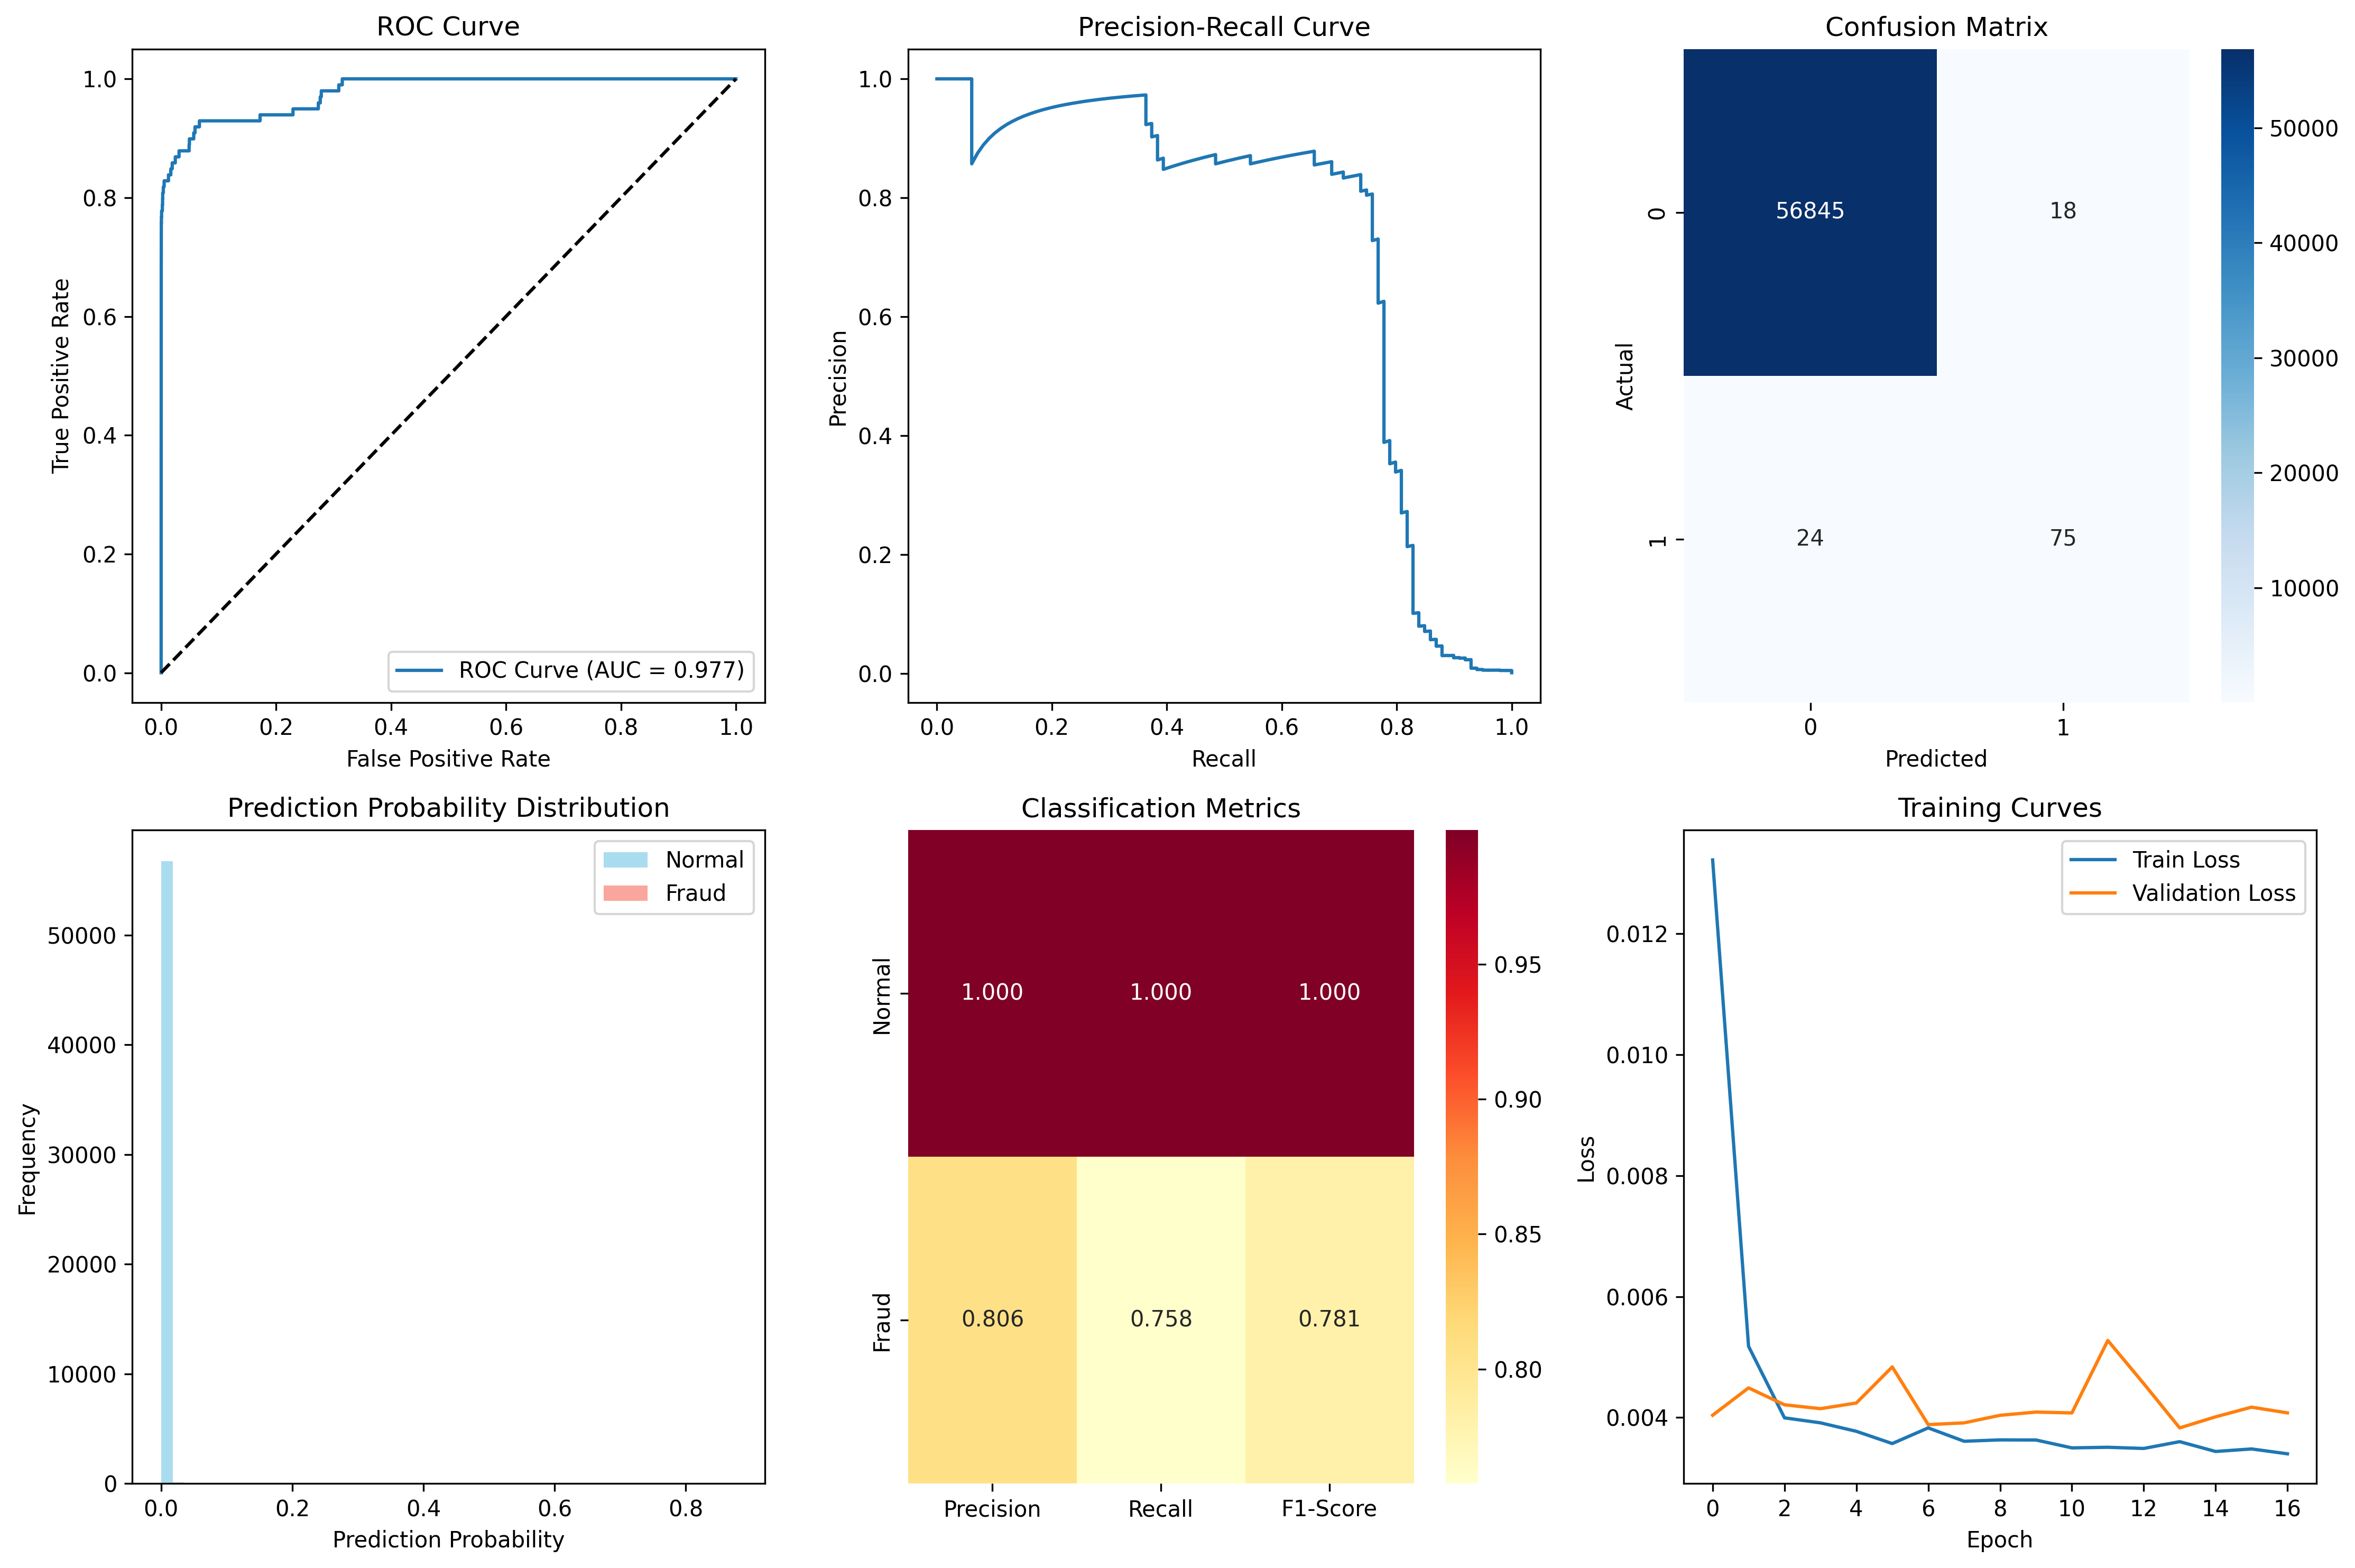 ROC Curve
1.0
0.8
0.6
0.4
0.2
0.0
True Positive Rate
0.0 0.2 0.4 0.6 0.8 1.0
False Positive Rate
ROC Curve (AUC = 0.977)
Precision-Recall Curve
1.0
0.8
0.6
0.4
0.2
0.0
Precision
0.0 0.2 0.4 0.6 0.8 1.0
Recall
Confusion Matrix
Actual
0
1
56845 18
24 75
0 1
Predicted
50000
40000
30000
20000
10000
Prediction Probability Distribution
Normal
Fraud
50000
40000
30000
20000
10000
0
Frequency
0.0 0.2 0.4 0.6 0.8
Prediction Probability
Classification Metrics
Normal
Fraud
1.000 1.000 1.000
0.806 0.758 0.781
Precision Recall F1-Score
0.95
0.90
0.85
0.80
Training Curves
Train Loss
Validation Loss
0.012
0.010
0.008
0.006
0.004
Loss
0 2 4 6 8 10 12 14 16
Epoch